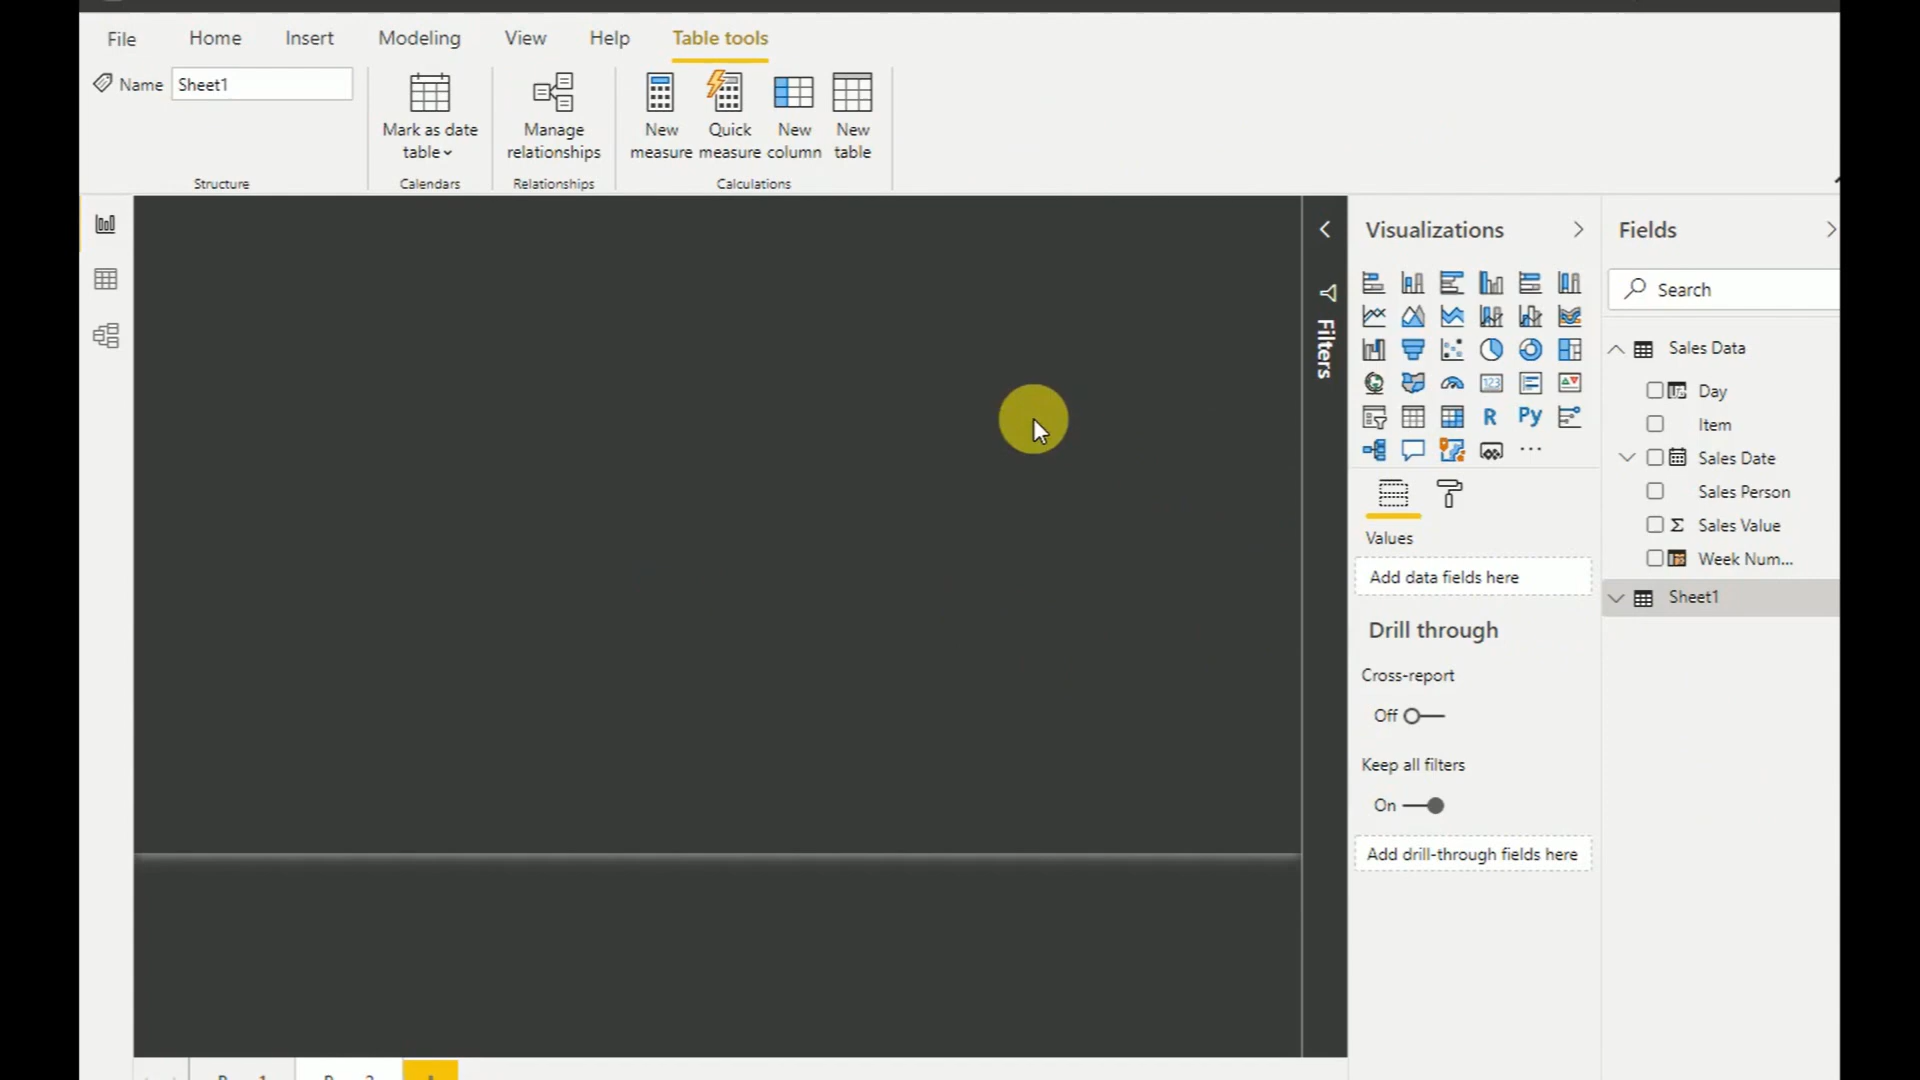 File Home Insert Modeling View Help Table tools
Name Sheet1
Mark as date table
Manage relationships
New measure
Quick measure
New column
New table
Structure Calendars Relationships Calculations
Filters
Visualizations
123
R Py
...
Values
Add data fields here
Drill through
Cross-report
Off
Keep all filters
On
Add drill-through fields here
Fields
Search
Sales Data
Day
Item
Sales Date
Sales Person
Σ Sales Value
Week Num...
Sheet1